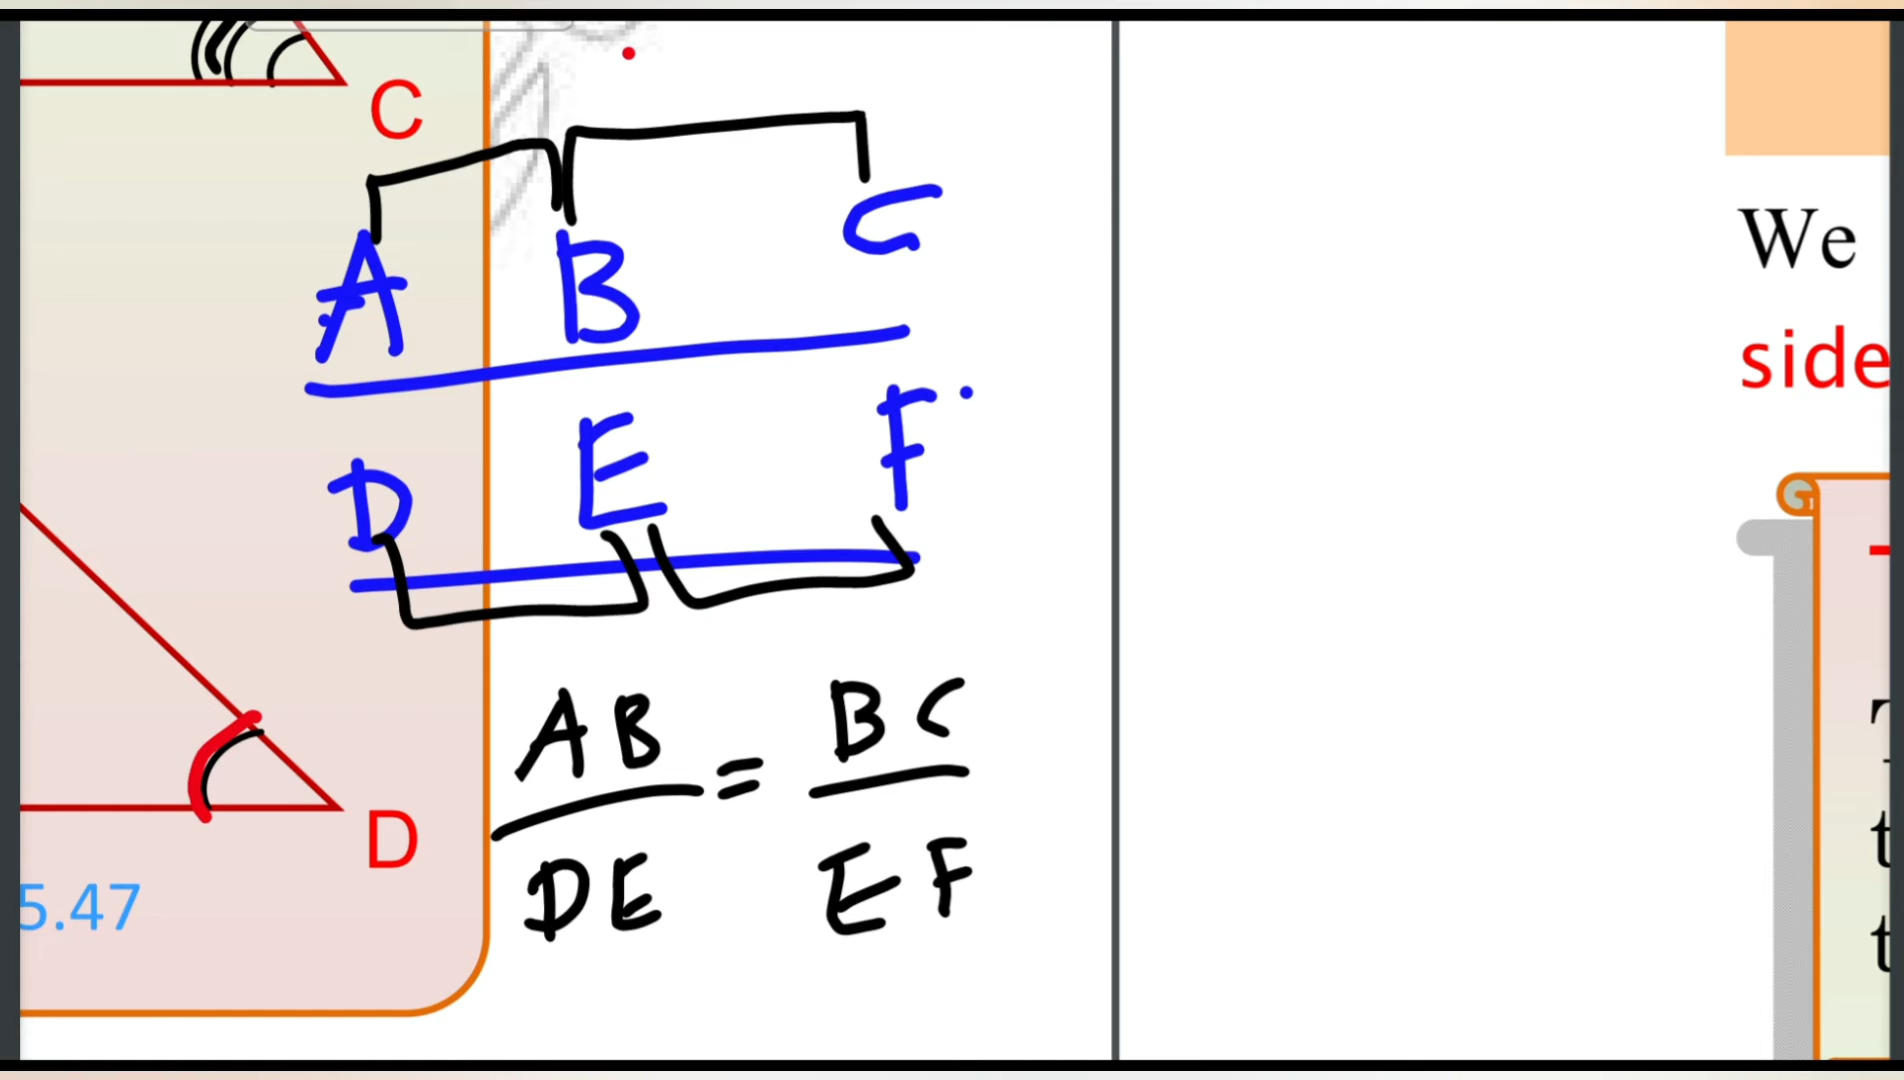 C
A B C
D E F
AB = BC
DE EF
D
5.47
We
side
t
t